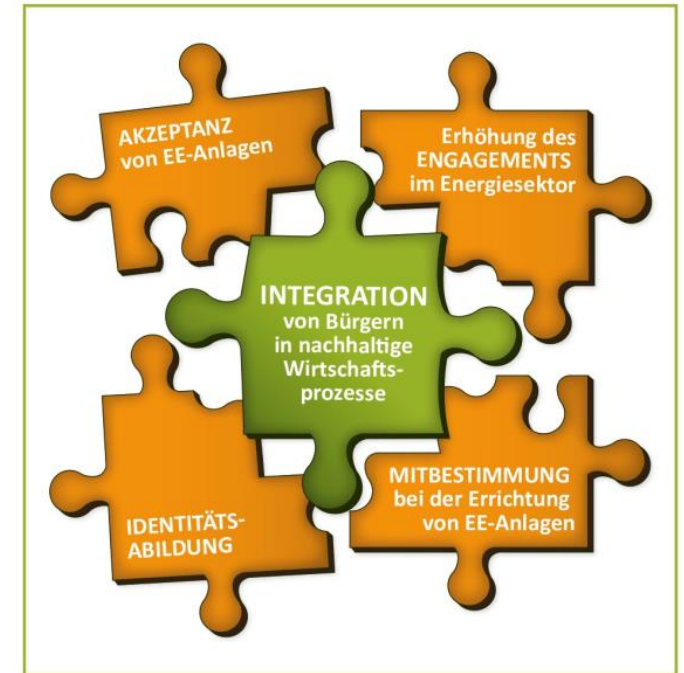 AKZEPTANZ
von EE-Anlagen
Erhöhung des
ENGAGEMENTS
im Energiesektor
INTEGRATION
von Bürgern
in nachhaltige
Wirtschafts-
prozesse
IDENTITÄTS-
ABILDUNG
MITBESTIMMUNG
bei der Errichtung
von EE-Anlagen